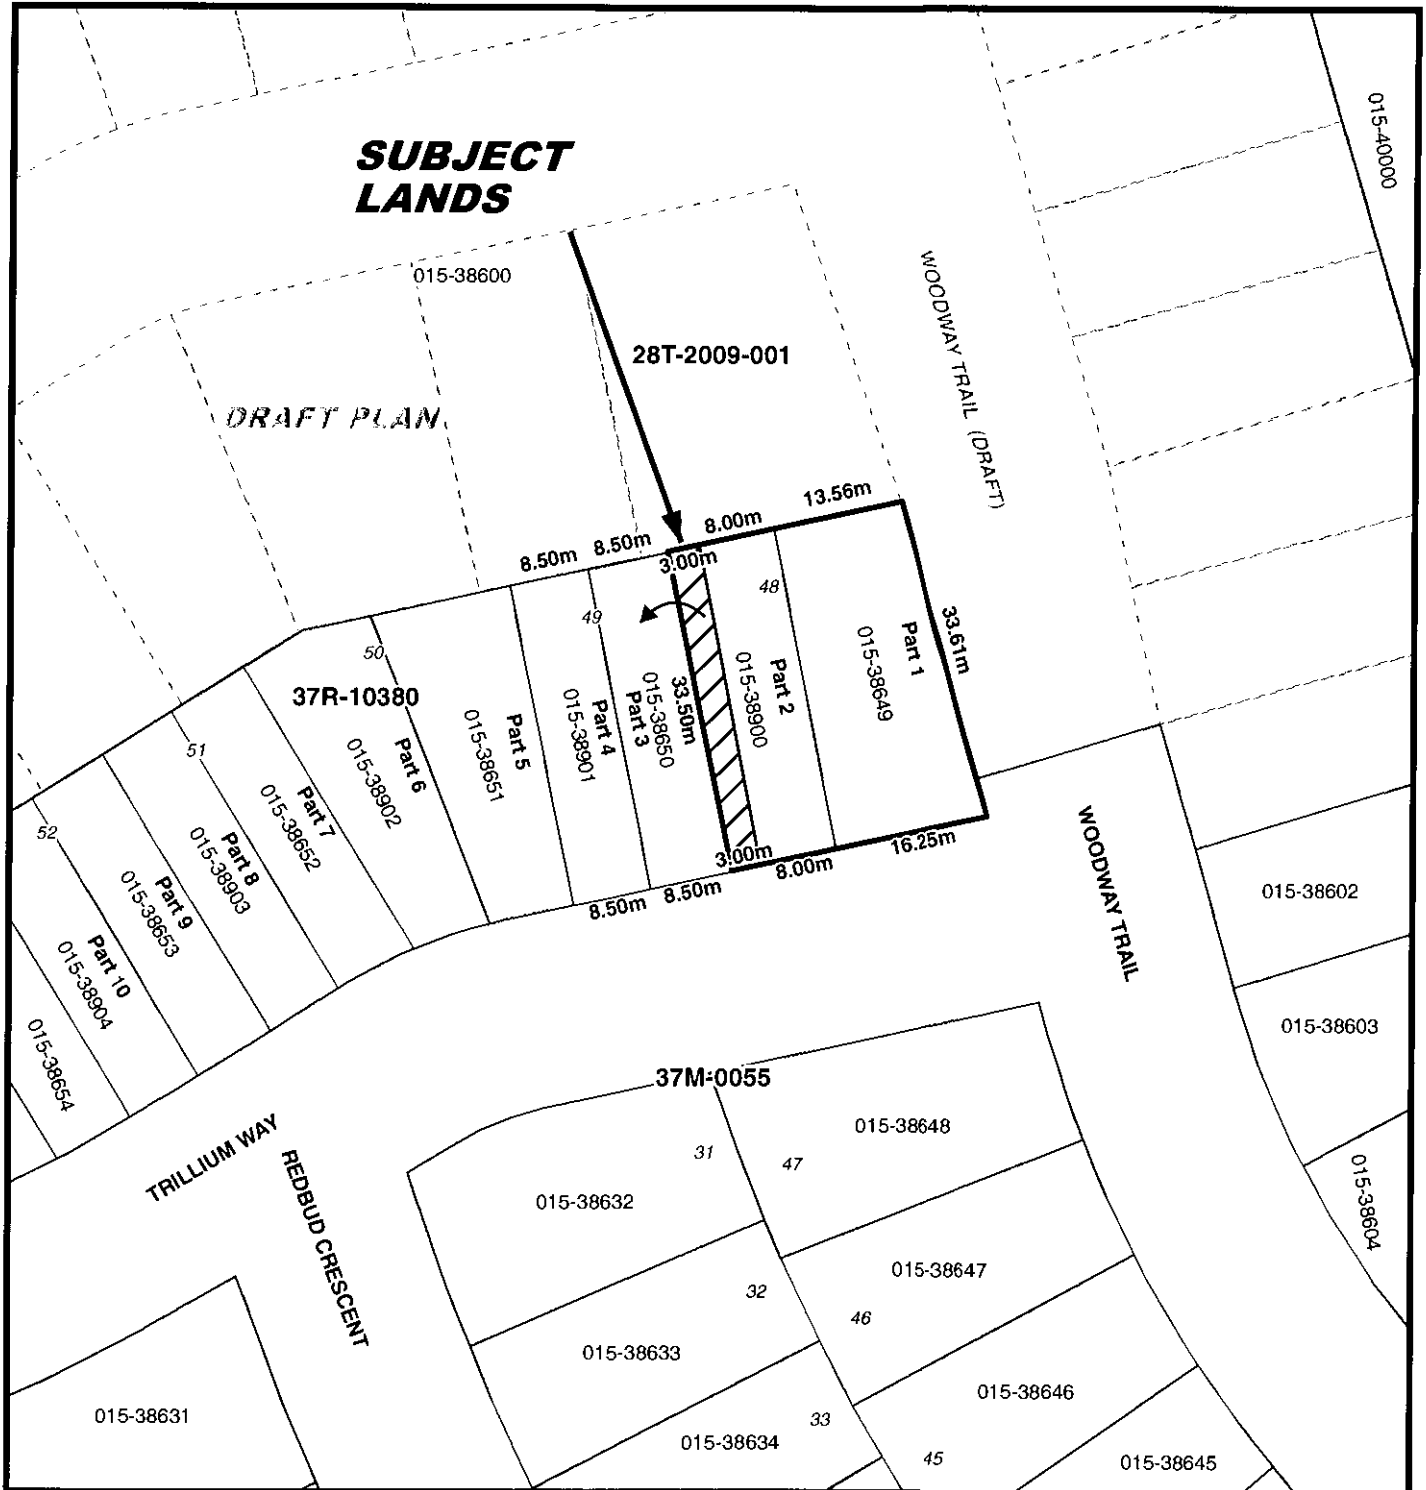 015-40000
SUBJECT
LANDS
015-38600
28T-2009-001
WOODWAY TRAIL (DRAFT)
DRAFT PLAN
13.56m
8.00m
8.50m
8.50m
3.00m
48
49
33.61m
Part 1
015-38649
Part 2
015-38900
33.50m
015-38650
Part 3
Part 4
015-38901
50
37R-10380
Part 5
015-38651
Part 6
015-38902
51
Part 7
015-38652
52
Part 8
015-38903
Part 9
015-38653
Part 10
015-38904
015-38654
3.00m
8.00m
16.25m
8.50m
8.50m
WOODWAY TRAIL
015-38602
015-38603
015-38604
37M-0055
015-38648
31
47
015-38632
TRILLIUM WAY
REDBUD CRESCENT
015-38647
32
46
015-38633
015-38646
33
015-38631
015-38634
45
015-38645